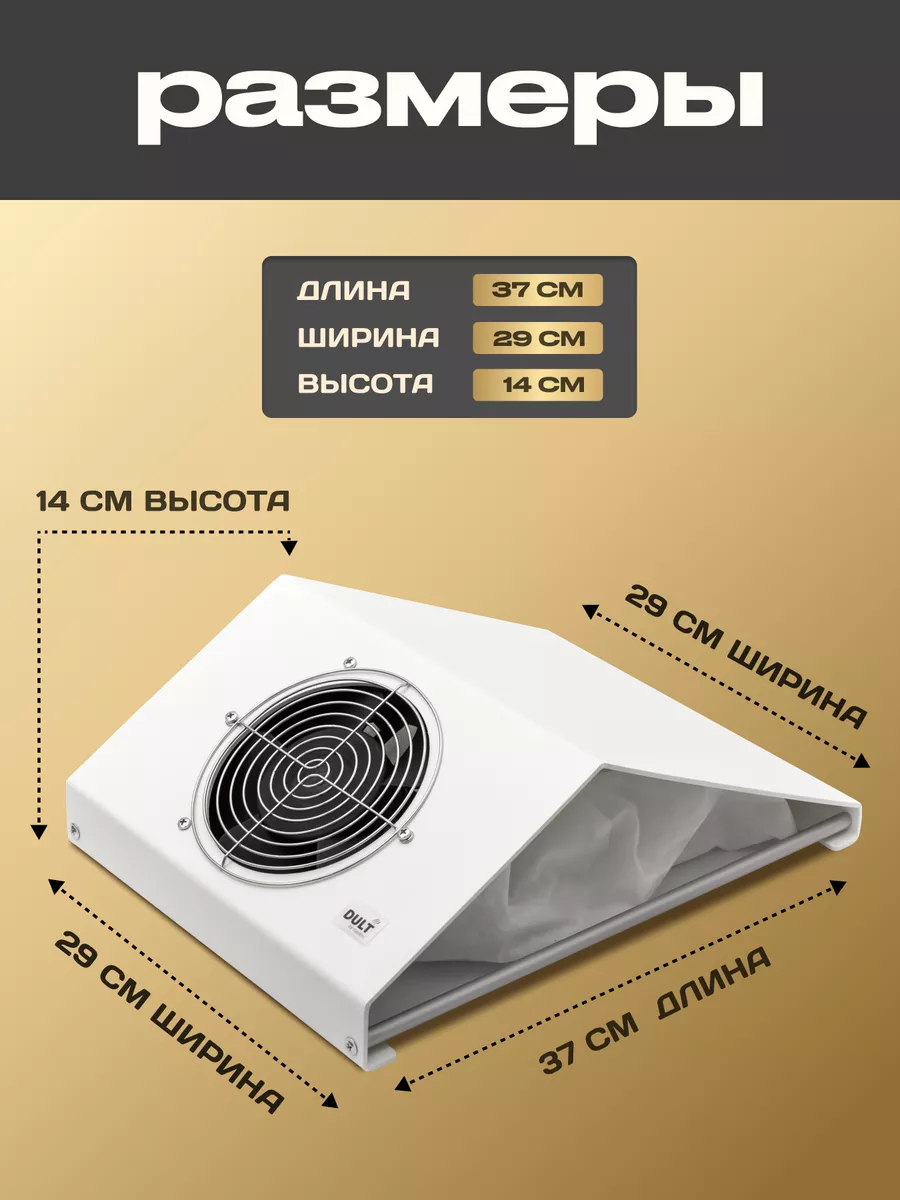 размеры
ДЛИНА 37 СМ
ШИРИНА 29 СМ
ВЫСОТА 14 СМ
14 СМ ВЫСОТА
29 СМ ШИРИНА
DULT
29 СМ ШИРИНА
37 СМ ДЛИНА